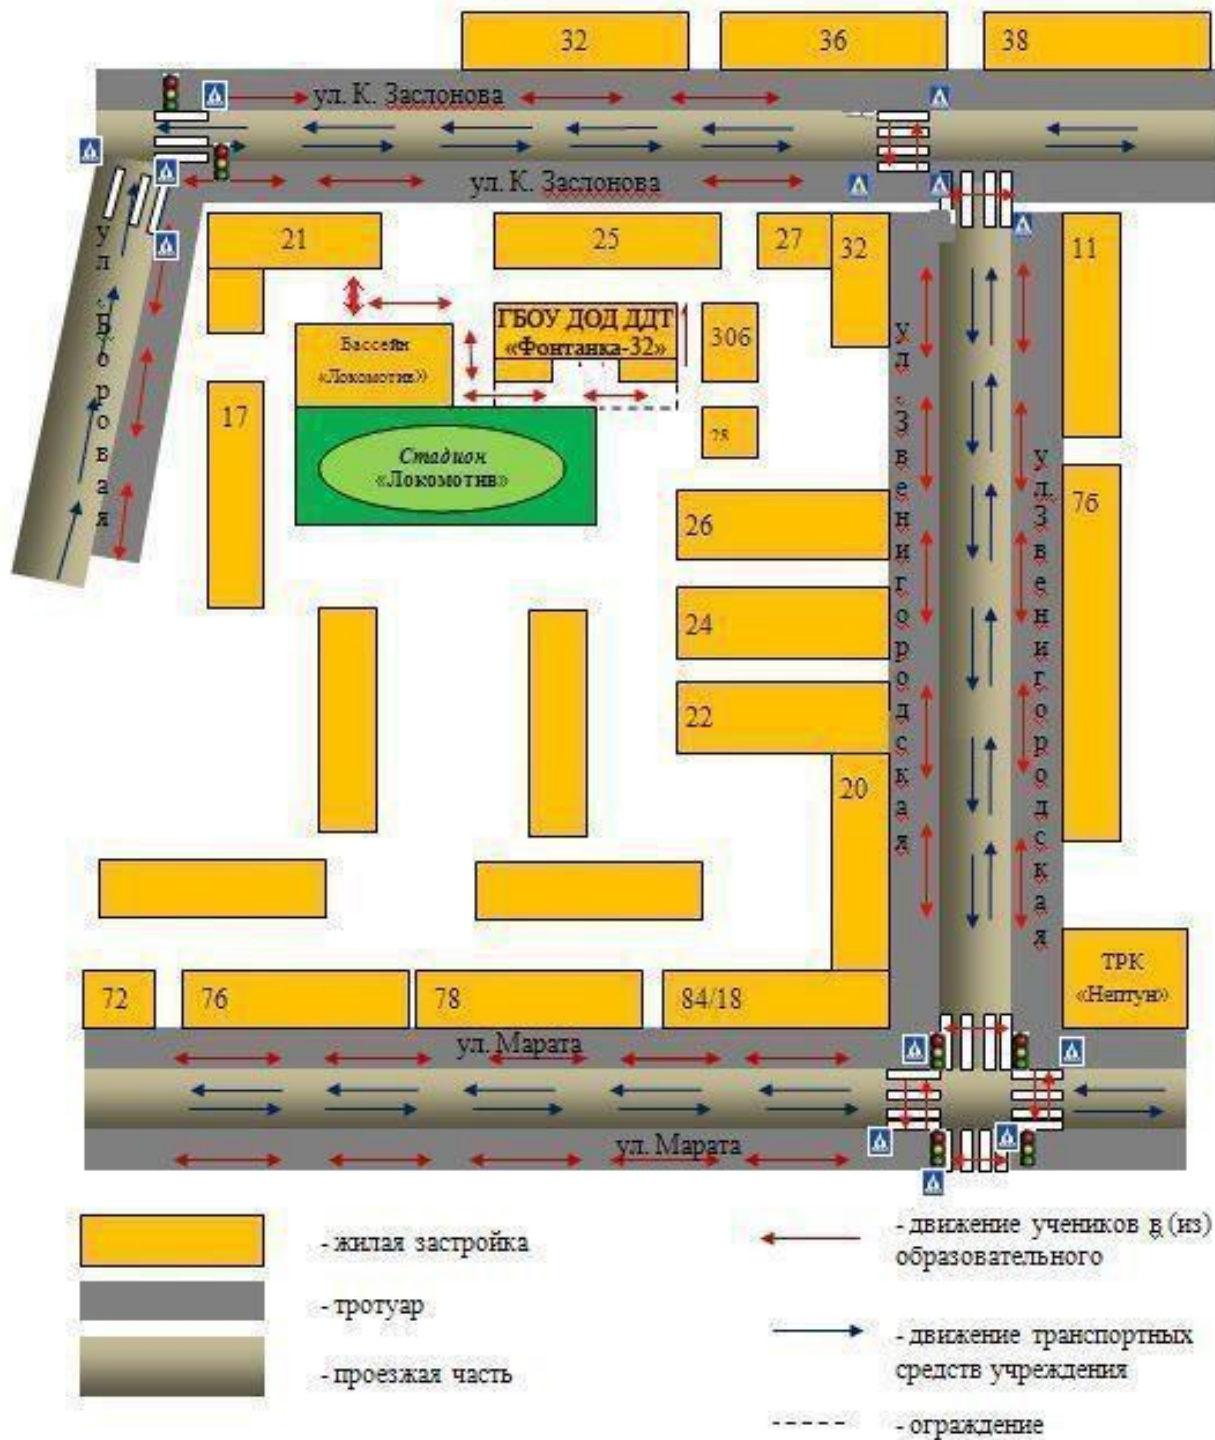 32
36
38
ул. К. Заслонова
ул. К. Заслонова
21
25
27
32
11
ул. Боровая
ГБОУ ДОД ДДТ
«Фонтанка-32»
30б
Бассейн
«Локомотив»
17
28
Стадион
«Локомотив»
ул. Звенигородская
ул. Звенигородская
26
76
24
22
20
ТРК
«Нептун»
72
76
78
84/18
ул. Марата
ул. Марата
- жилая застройка
- тротуар
- проезжая часть
- движение учеников в (из)
образовательного
- движение транспортных
средств учреждения
- ограждение